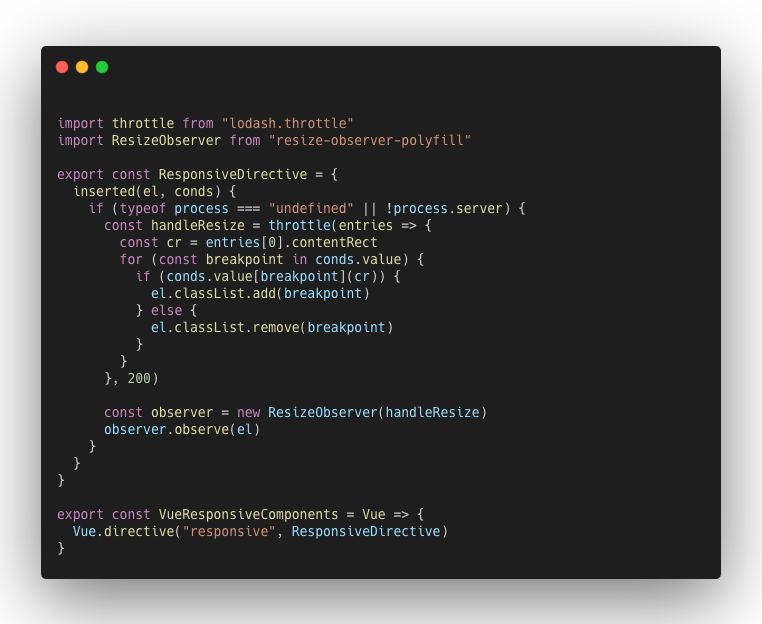 import throttle from "lodash.throttle"
import ResizeObserver from "resize-observer-polyfill"

export const ResponsiveDirective = {
  inserted(el, conds) {
    if (typeof process === "undefined" || !process.server) {
      const handleResize = throttle(entries => {
        const cr = entries[0].contentRect
        for (const breakpoint in conds.value) {
          if (conds.value[breakpoint](cr)) {
            el.classList.add(breakpoint)
          } else {
            el.classList.remove(breakpoint)
          }
        }
      }, 200)

      const observer = new ResizeObserver(handleResize)
      observer.observe(el)
    }
  }
}

export const VueResponsiveComponents = Vue => {
  Vue.directive("responsive", ResponsiveDirective)
}